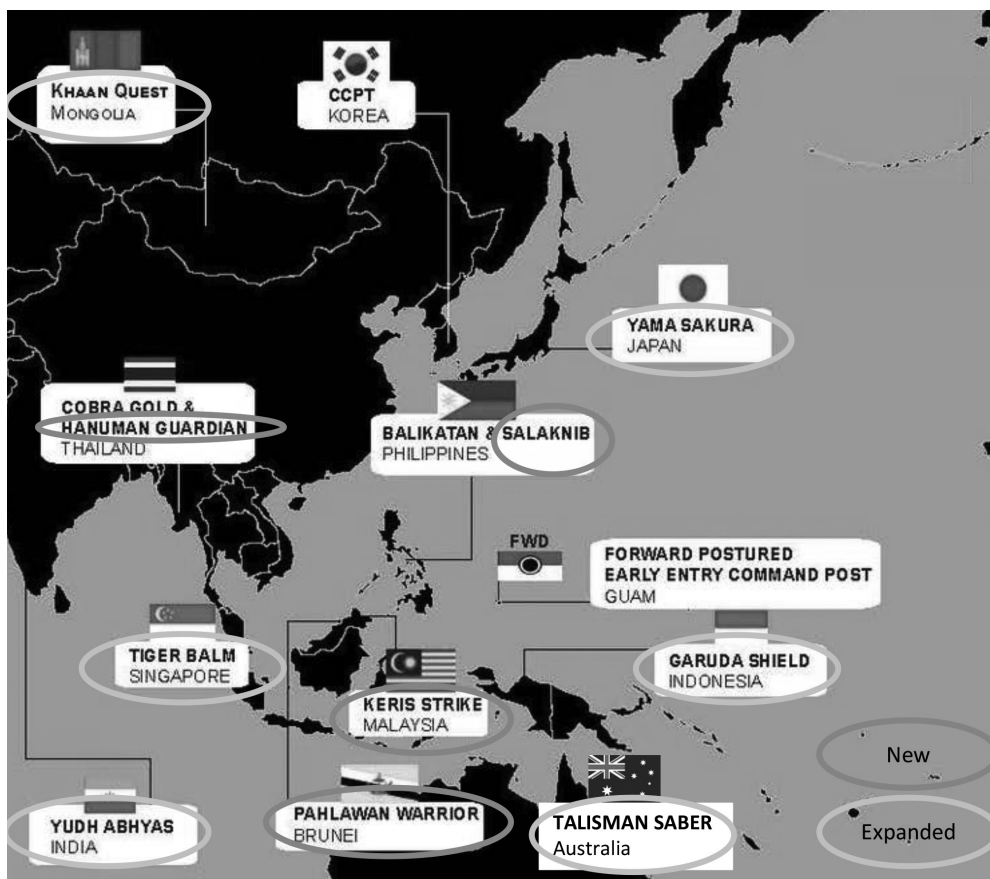 KHAAN QUEST
MONGOLIA
CCPT
KOREA
YAMA SAKURA
JAPAN
COBRA GOLD &
HANUMAN GUARDIAN
THAILAND
BALIKATAN & SALAKNIB
PHILIPPINES
FWD
FORWARD POSTURED
EARLY ENTRY COMMAND POST
GUAM
TIGER BALM
SINGAPORE
GARUDA SHIELD
INDONESIA
KERIS STRIKE
MALAYSIA
New
YUDH ABHYAS
INDIA
PAHLAWAN WARRIOR
BRUNEI
TALISMAN SABER
Australia
Expanded